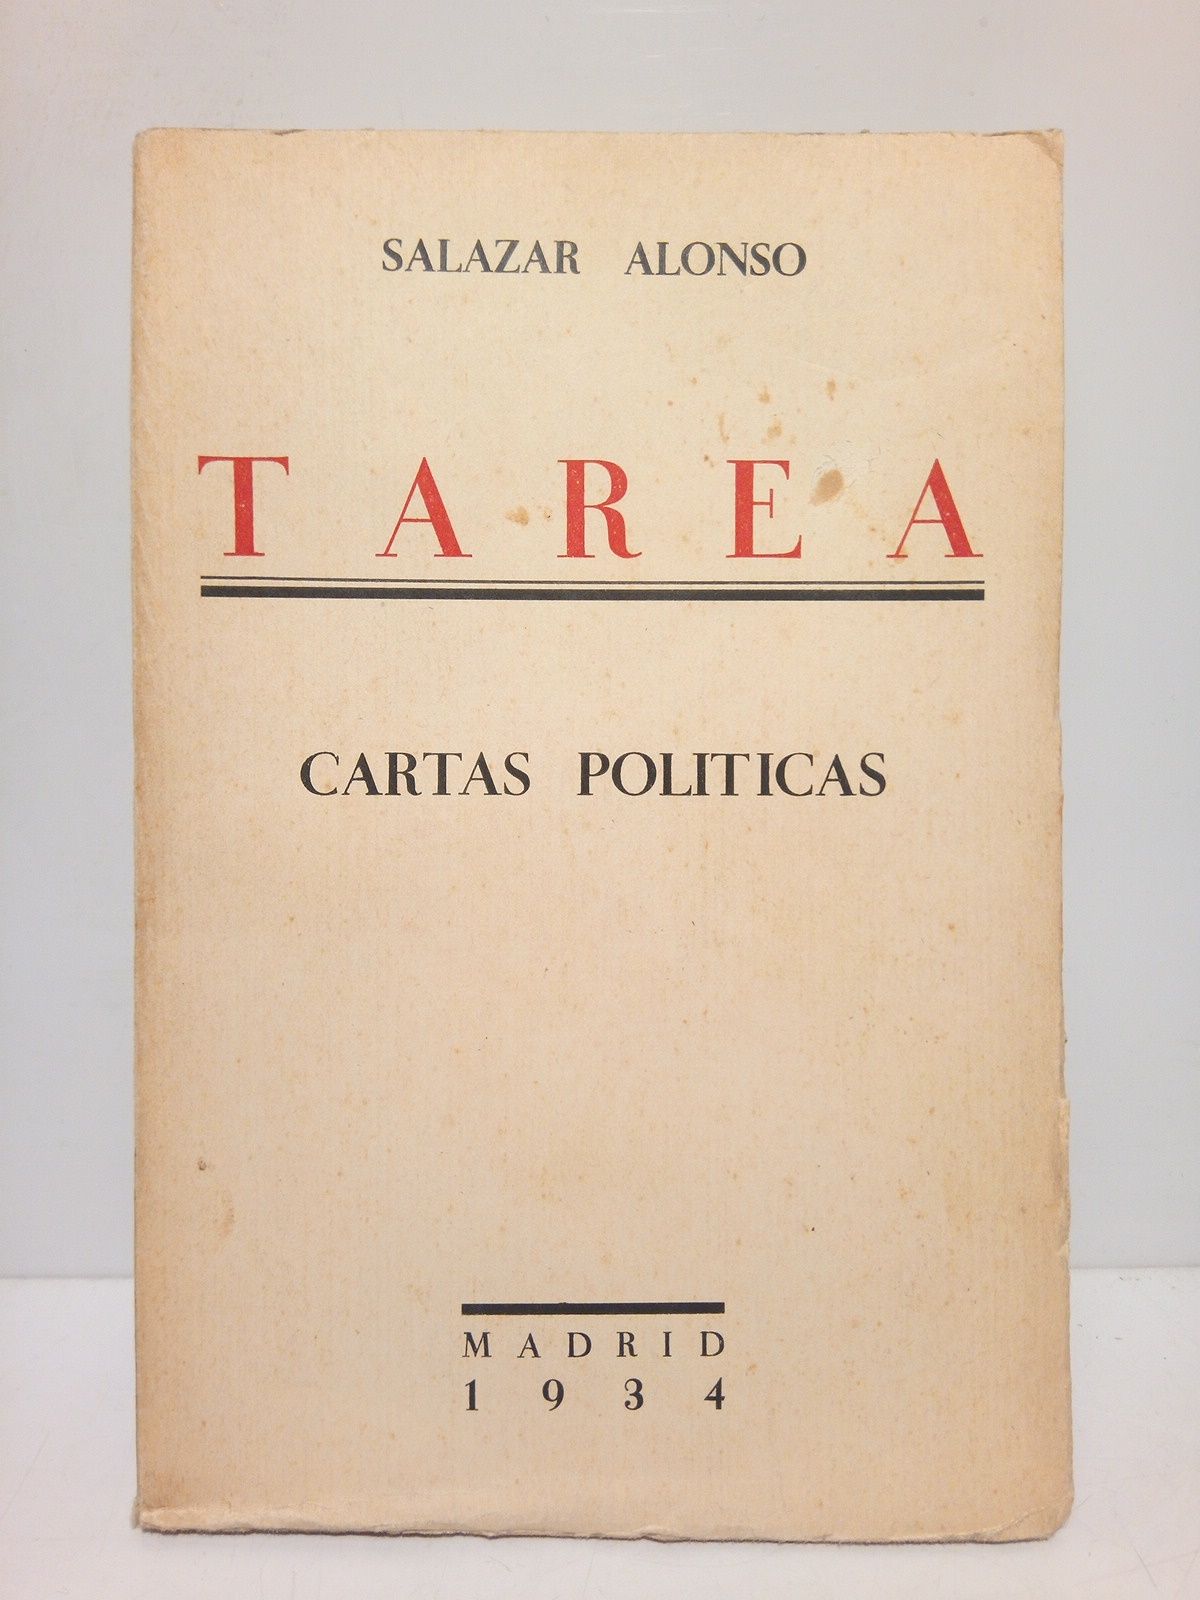 SALAZAR ALONSO
TAREA
CARTAS POLITICAS
MADRID
1934